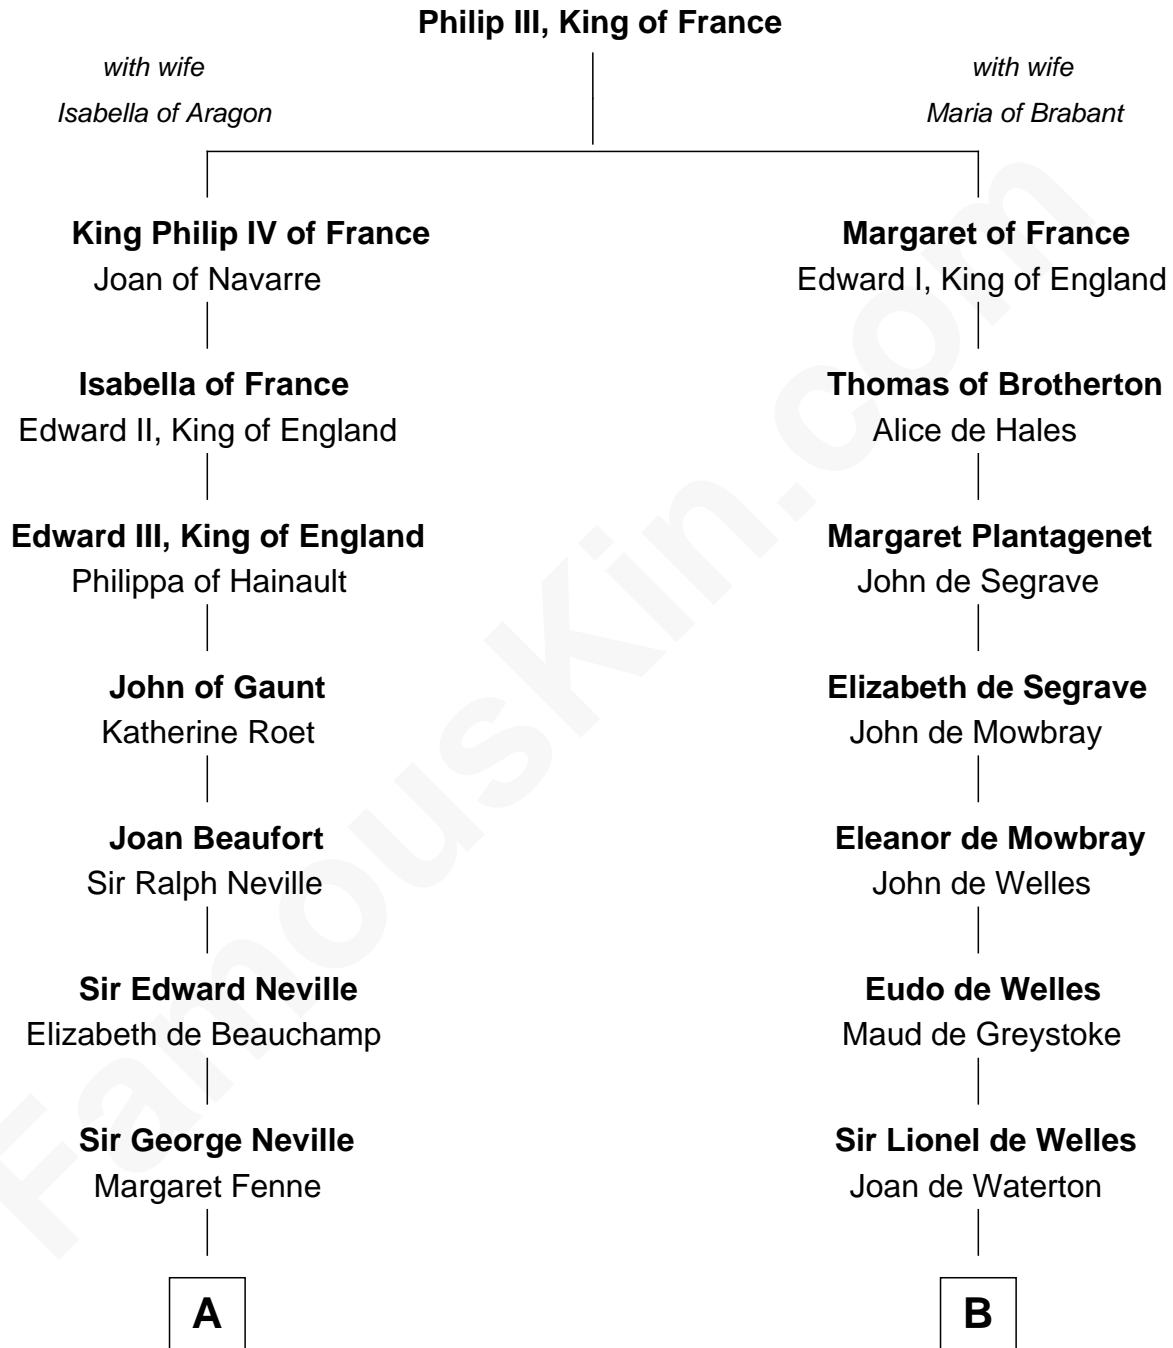 Philip III, King of France
with wife
Isabella of Aragon
with wife
Maria of Brabant
King Philip IV of France
Joan of Navarre
Margaret of France
Edward I, King of England
Isabella of France
Edward II, King of England
Thomas of Brotherton
Alice de Hales
Edward III, King of England
Philippa of Hainault
Margaret Plantagenet
John de Segrave
John of Gaunt
Katherine Roet
Elizabeth de Segrave
John de Mowbray
Joan Beaufort
Sir Ralph Neville
Eleanor de Mowbray
John de Welles
Sir Edward Neville
Elizabeth de Beauchamp
Eudo de Welles
Maud de Greystoke
Sir George Neville
Margaret Fenne
Sir Lionel de Welles
Joan de Waterton
A
B
FamousKin.com